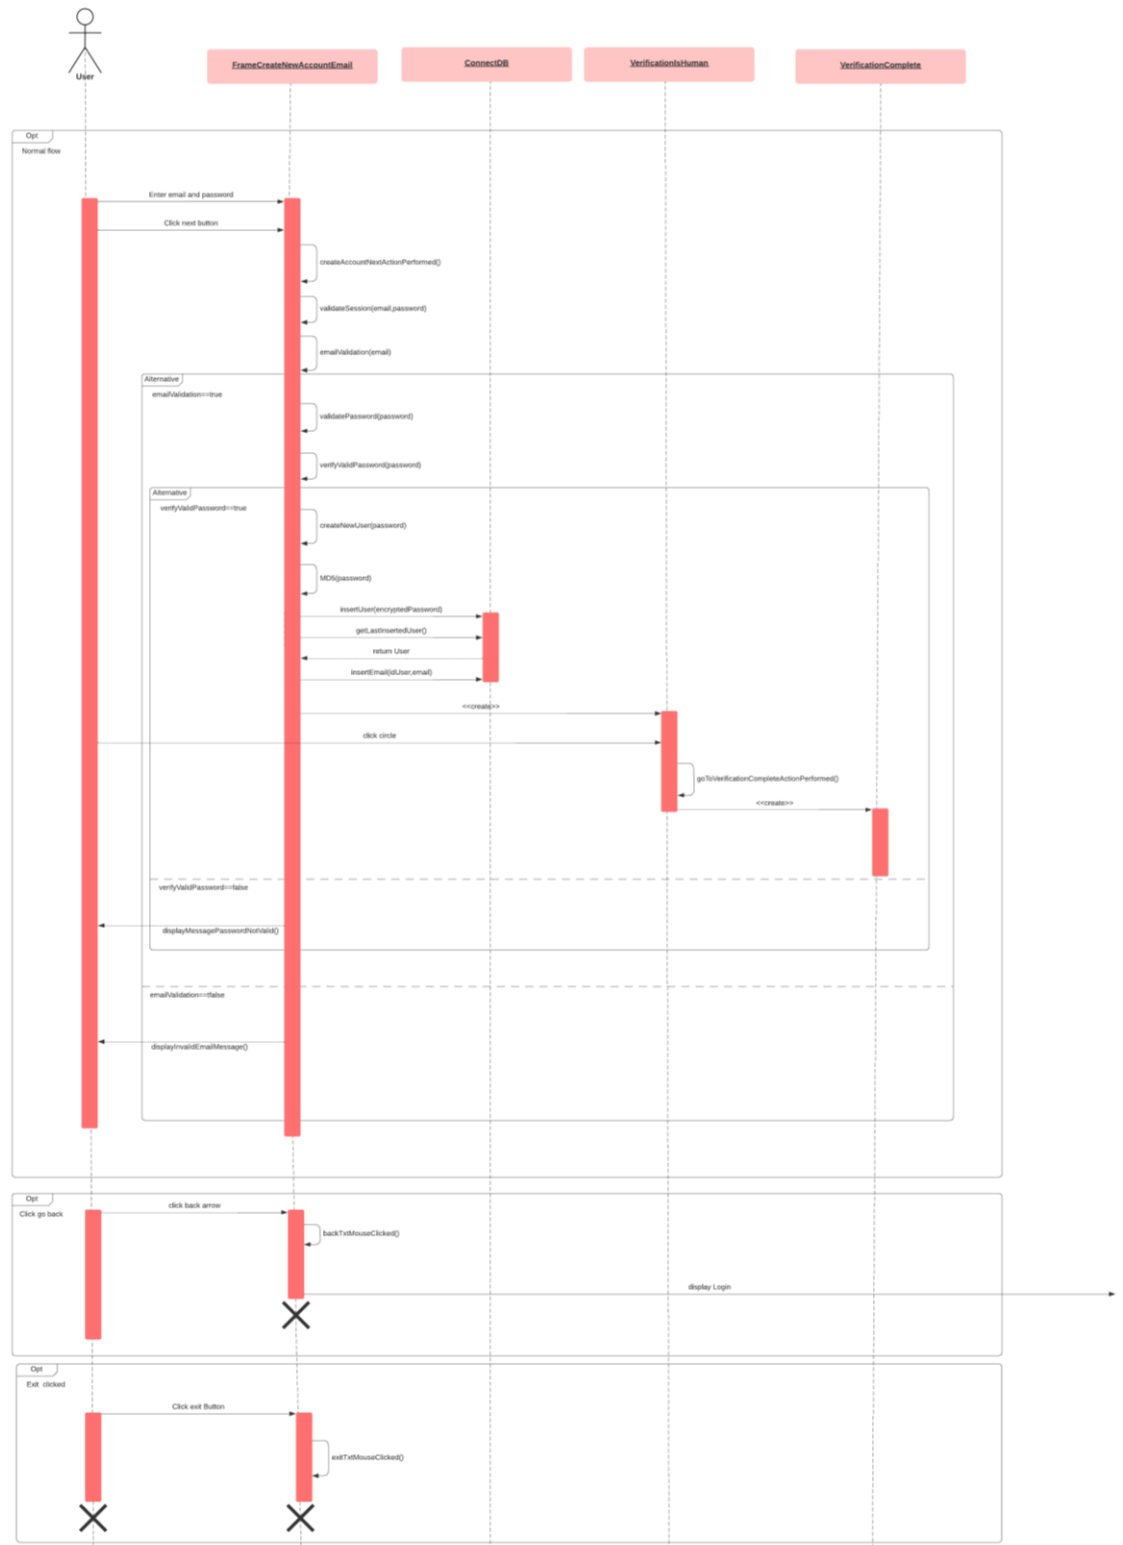 User
FrameCreateNewAccountEmail
ConnectDB
VerificationIsHuman
VerificationComplete
Opt
Normal flow
Enter email and password
Click next button
createAccountNextActionPerformed()
validateSession(email,password)
emailValidation(email)
Alternative
emailValidation==true
validatePassword(password)
verifyValidPassword(password)
Alternative
verifyValidPassword==true
createNewUser(password)
MD5(password)
insertUser(encryptedPassword)
getLastInsertedUser()
return User
insertEmail(idUser,email)
<<create>>
click circle
goToVerificationCompleteActionPerformed()
<<create>>
verifyValidPassword==false
displayMessagePasswordNotValid()
emailValidation==tfalse
displayInvalidEmailMessage()
Opt
Click go back
click back arrow
backTxtMouseClicked()
display Login
Opt
Exit clicked
Click exit Button
exitTxtMouseClicked()